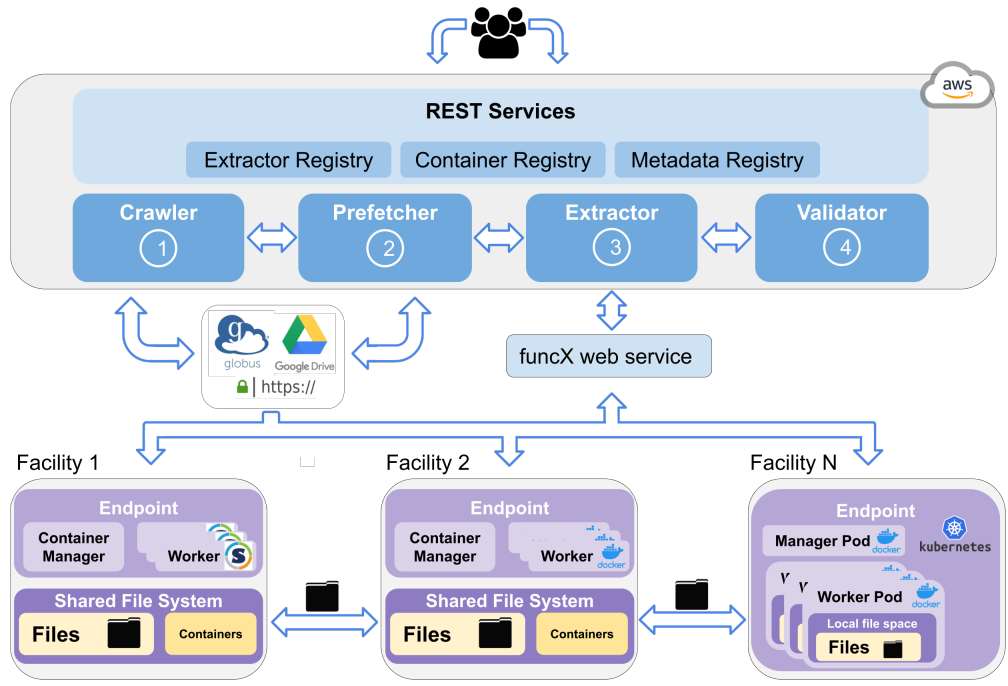 aws
REST Services
Extractor Registry
Container Registry
Metadada Registry
Crawler
Prefetcher
Extractor
Validator
1
2
3
4
g
globus
Google Drive
https://
funcX web service
Facility 1
Facility 2
Facility N
Endpoint
Container
Manager
Worker
S
Shared File System
Files
Containers
Endpoint
Container
Manager
Worker
Shared File System
Files
Containers
Endpoint
kubernetes
Manager Pod
docker
Worker Pod
docker
Local file space
Files